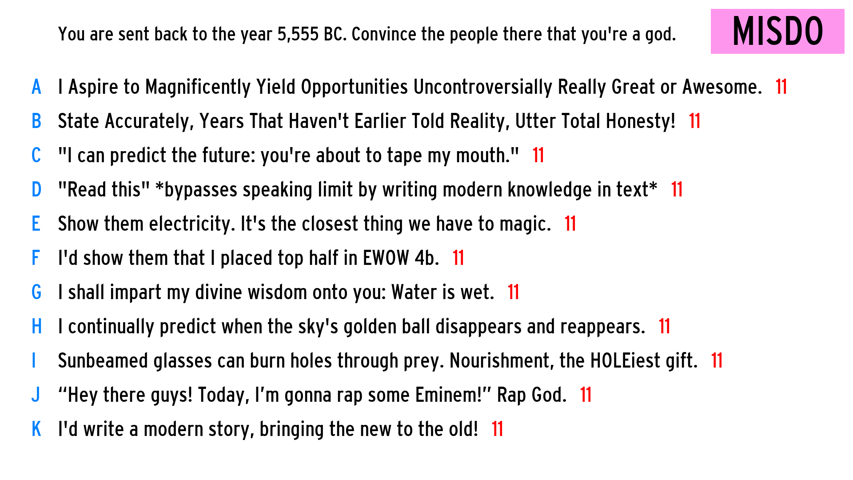 You are sent back to the year 5,555 BC. Convince the people there that you're a god.
MISDO
A I Aspire to Magnificently Yield Opportunities Uncontroversially Really Great or Awesome. 11
B State Accurately, Years That Haven't Earlier Told Reality, Utter Total Honesty! 11
C "I can predict the future: you're about to tape my mouth." 11
D "Read this" *bypasses speaking limit by writing modern knowledge in text* 11
E Show them electricity. It's the closest thing we have to magic. 11
F I'd show them that I placed top half in EWOW 4b. 11
G I shall impart my divine wisdom onto you: Water is wet. 11
H I continually predict when the sky's golden ball disappears and reappears. 11
I Sunbeamed glasses can burn holes through prey. Nourishment, the HOLEiest gift. 11
J “Hey there guys! Today, I’m gonna rap some Eminem!” Rap God. 11
K I'd write a modern story, bringing the new to the old! 11